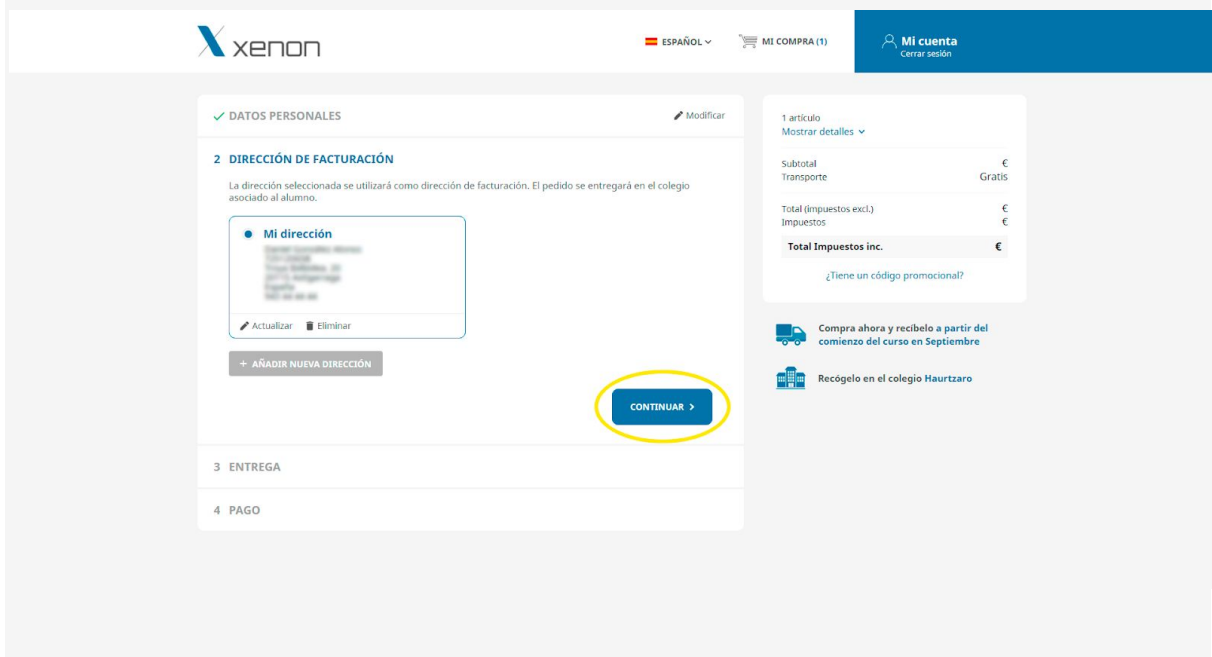 xenon
ESPAÑOL
MI COMPRA (1)
Mi cuenta
Cerrar sesión
DATOS PERSONALES
Modificar
2 DIRECCIÓN DE FACTURACIÓN
La dirección seleccionada se utilizará como dirección de facturación. El pedido se entregará en el colegio
asociado al alumno.
Mi dirección
Actualizar Eliminar
+ AÑADIR NUEVA DIRECCIÓN
CONTINUAR >
3 ENTREGA
4 PAGO
1 artículo
Mostrar detalles
Subtotal €
Transporte Gratis
Total (impuestos excl.) €
Impuestos €
Total Impuestos inc. €
¿Tiene un código promocional?
Compra ahora y recíbelo a partir del
comienzo del curso en Septiembre
Recógelo en el colegio Haurtzaro